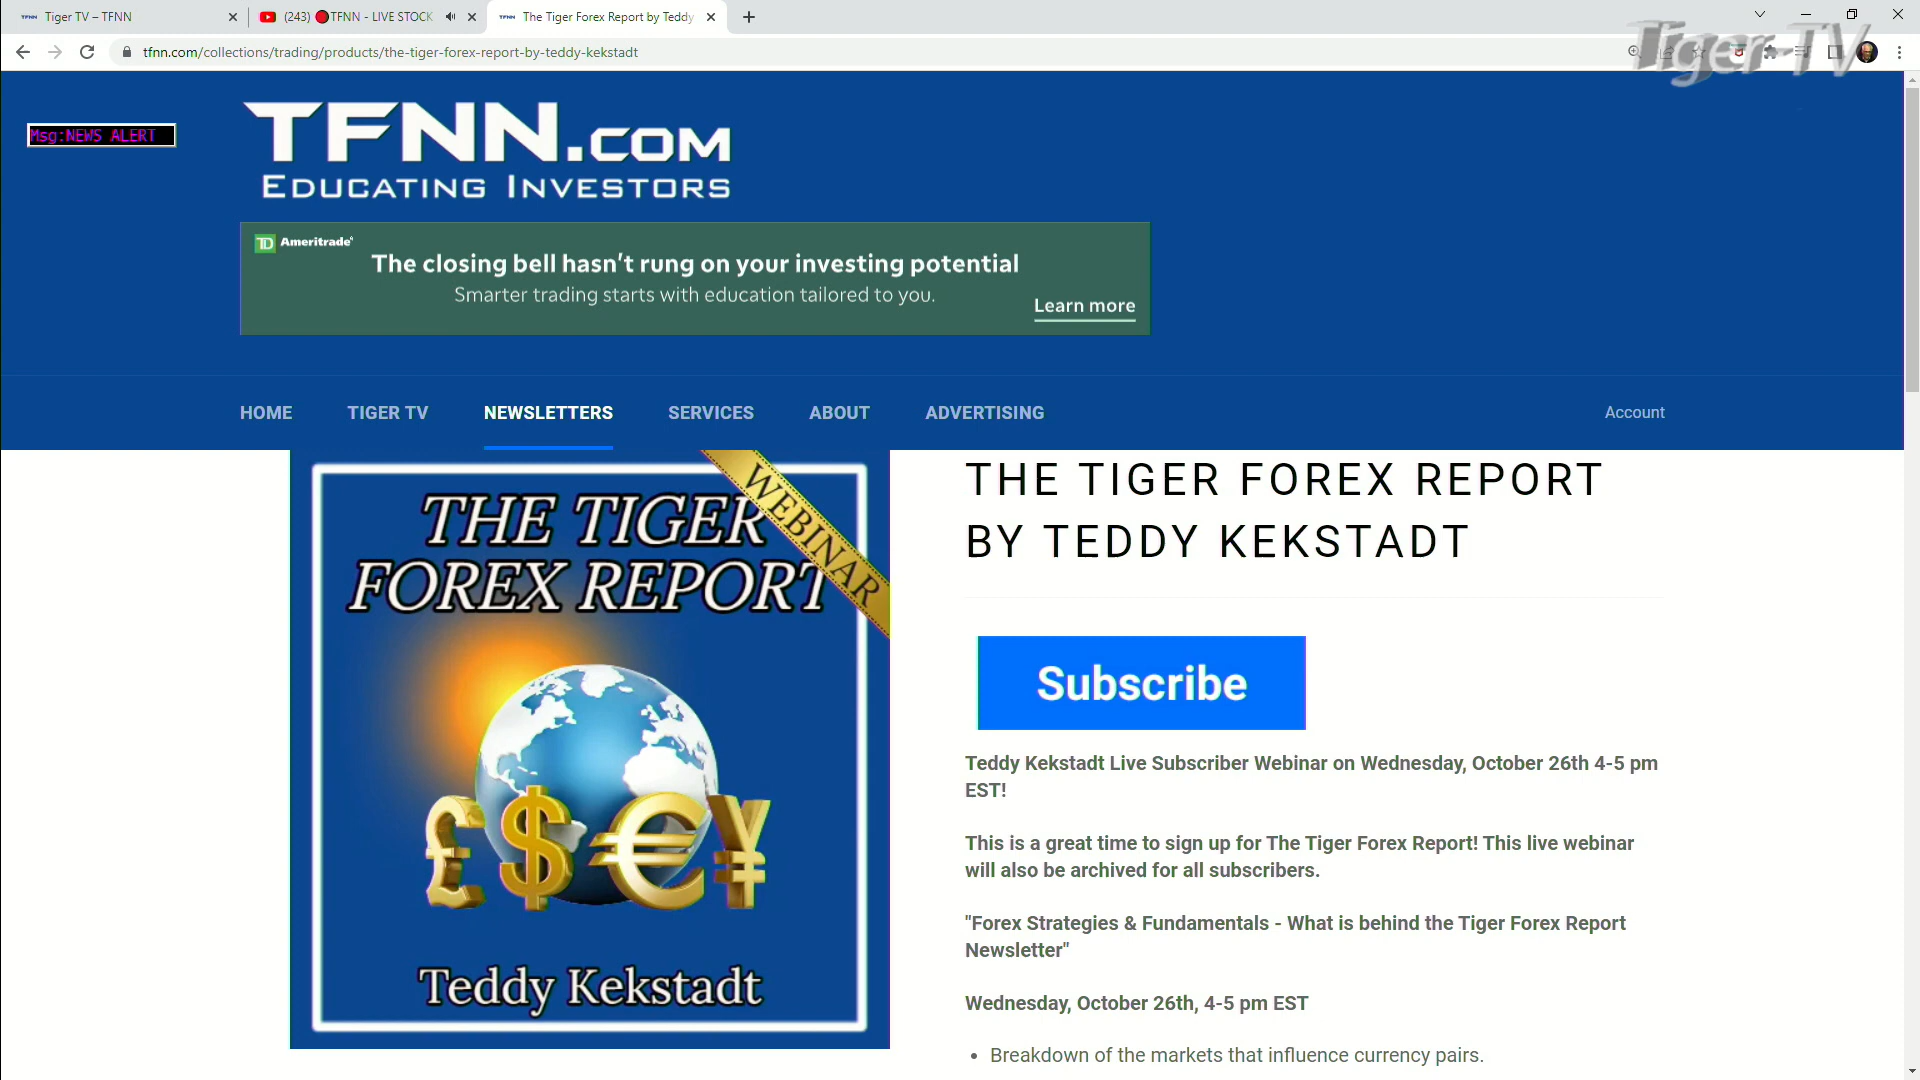 Tiger TV – TFNN
(243) 🔴TFNN - LIVE STOCK
The Tiger Forex Report by Teddy
tfnn.com/collections/trading/products/the-tiger-forex-report-by-teddy-kekstadt
Tiger-TV
Msg:NEWS ALERT
TFNN.COM
EDUCATING INVESTORS
TD Ameritrade
The closing bell hasn't rung on your investing potential
Smarter trading starts with education tailored to you.
Learn more
HOME TIGER TV NEWSLETTERS SERVICES ABOUT ADVERTISING Account
WEBINAR
THE TIGER
FOREX REPORT
£$€¥
Teddy Kekstadt
THE TIGER FOREX REPORT
BY TEDDY KEKSTADT
Subscribe
Teddy Kekstadt Live Subscriber Webinar on Wednesday, October 26th 4-5 pm
EST!
This is a great time to sign up for The Tiger Forex Report! This live webinar
will also be archived for all subscribers.
"Forex Strategies & Fundamentals - What is behind the Tiger Forex Report
Newsletter"
Wednesday, October 26th, 4-5 pm EST
• Breakdown of the markets that influence currency pairs.